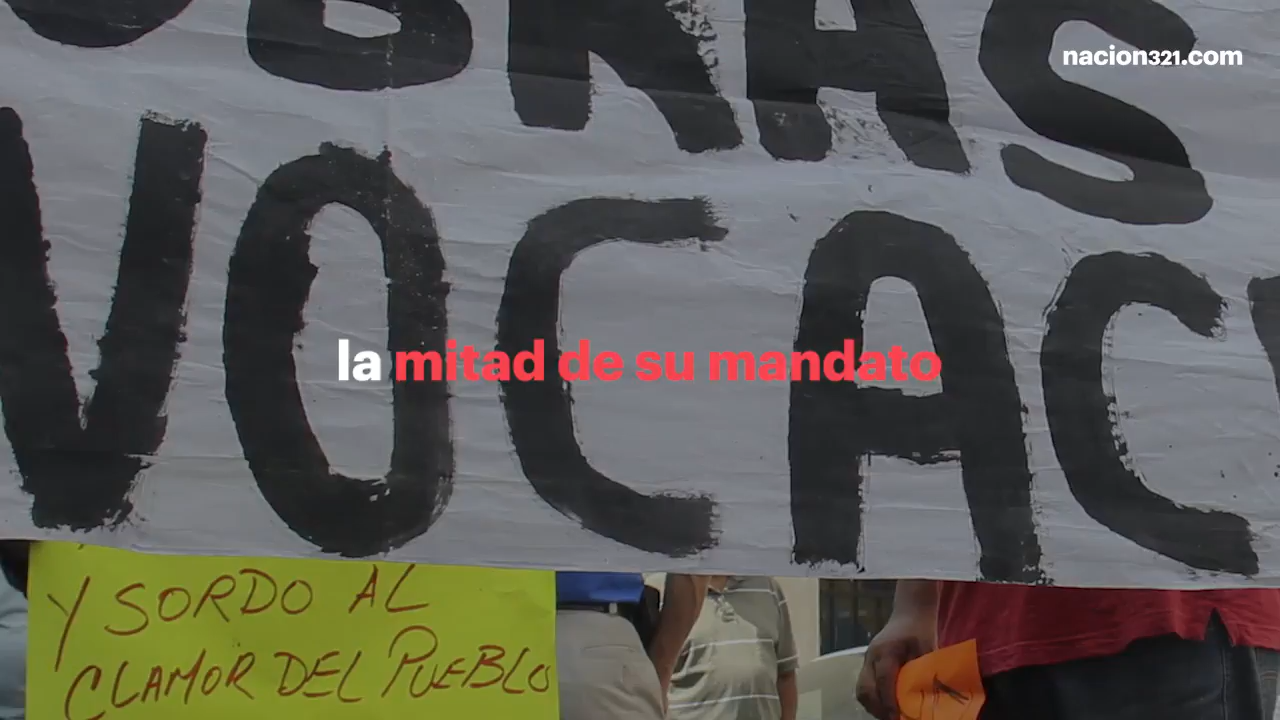 nacion321.com
VOCAC
la mitad de su mandato
Y SORDO AL
CLAMOR DEL PUEBLO